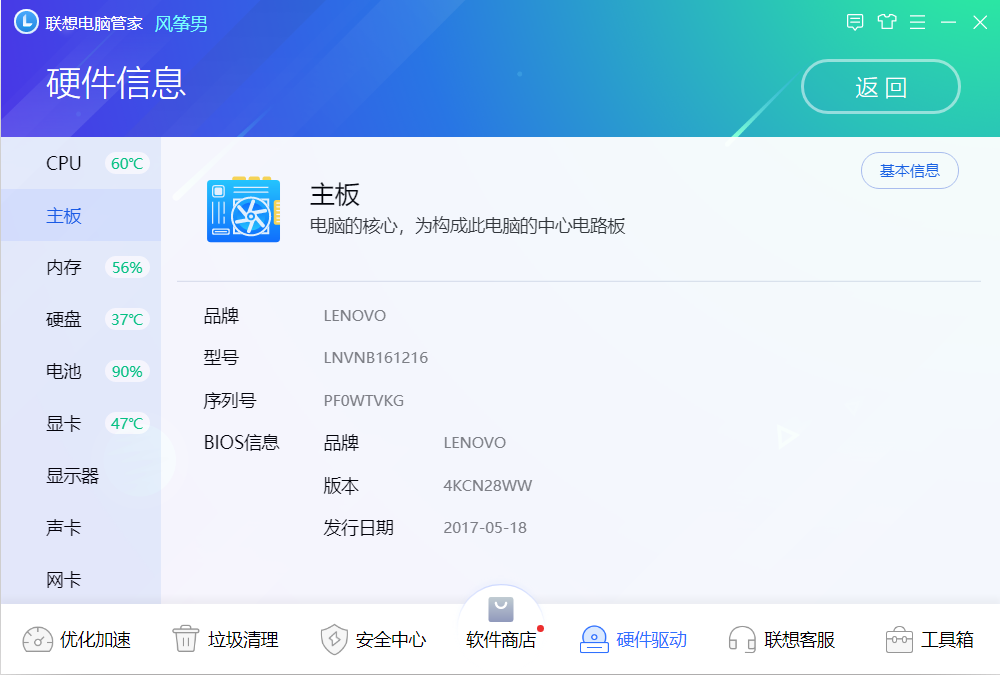 联想电脑管家 风筝男
硬件信息
返回
CPU 60℃
主板
内存 56%
硬盘 37℃
电池 90%
显卡 47℃
显示器
声卡
网卡
基本信息
主板
电脑的核心，为构成此电脑的中心电路板
品牌 LENOVO
型号 LNVNB161216
序列号 PF0WTVKG
BIOS信息 品牌 LENOVO
版本 4KCN28WW
发行日期 2017-05-18
优化加速 垃圾清理 安全中心 软件商店 硬件驱动 联想客服 工具箱